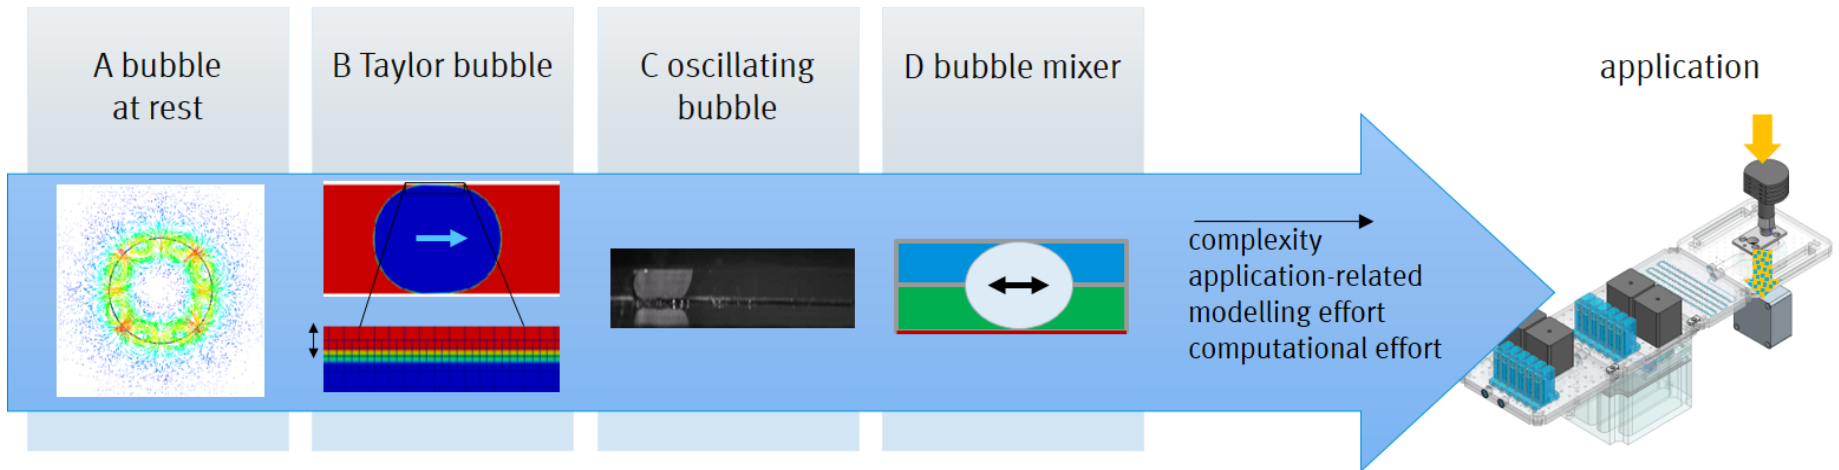 A bubble
at rest
B Taylor bubble
C oscillating
bubble
D bubble mixer
application
complexity
application-related
modelling effort
computational effort